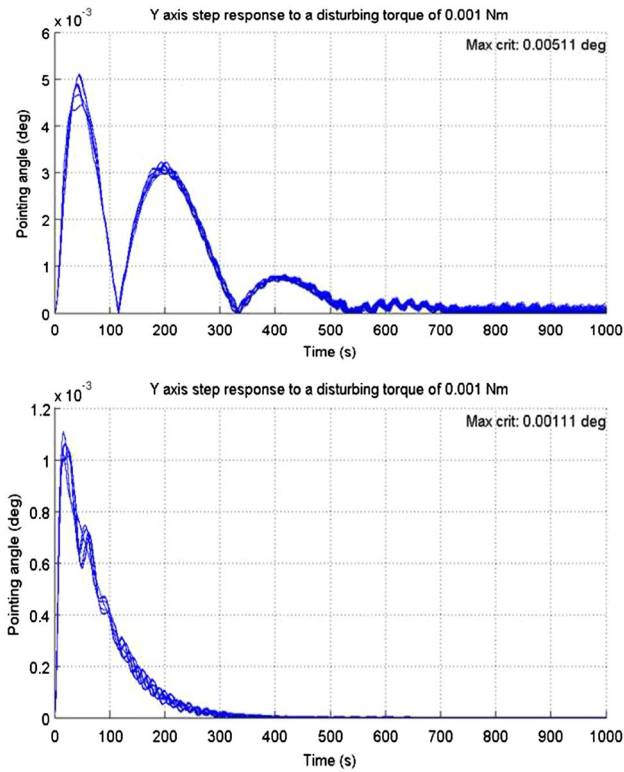 Y axis step response to a disturbing torque of 0.001 Nm
x 10⁻³
Max crit: 0.00511 deg
6
5
4
3
2
1
0
Pointing angle (deg)
0 100 200 300 400 500 600 700 800 900 1000
Time (s)
Y axis step response to a disturbing torque of 0.001 Nm
x 10⁻³
Max crit: 0.00111 deg
1.2
1
0.8
0.6
0.4
0.2
0
Pointing angle (deg)
0 100 200 300 400 500 600 700 800 900 1000
Time (s)